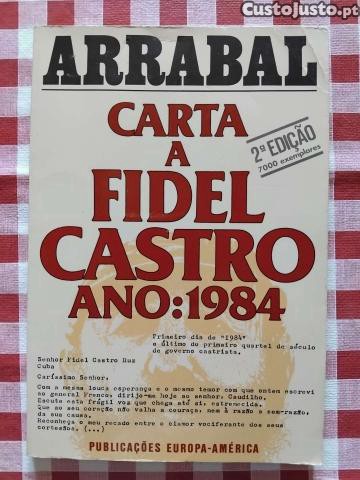 Custojusto.pt
ARRABAL
CARTA
A
FIDEL
CASTRO
ANO:1984
2ª EDIÇÃO
7000 exemplares
Primeiro dia de "1984"
e último do primeiro quartel de século
de governo castrista.
Senhor Fidel Castro Ruz
Cuba
Caríssimo Senhor,
Com a mesma louca esperança e o mesmo temor com que ontem escrevi
ao general Franco, dirijo-me hoje ao senhor, Caudilho.
Escute esta frágil voz que chega até si, estremecida.
Que ao seu coração não valha a couraça, nem à razão a sem-razão,
da sua causa.
Reconheça o meu recado entre o clamor vociferante dos seus
cortesãos. (...)
PUBLICAÇÕES EUROPA-AMÉRICA